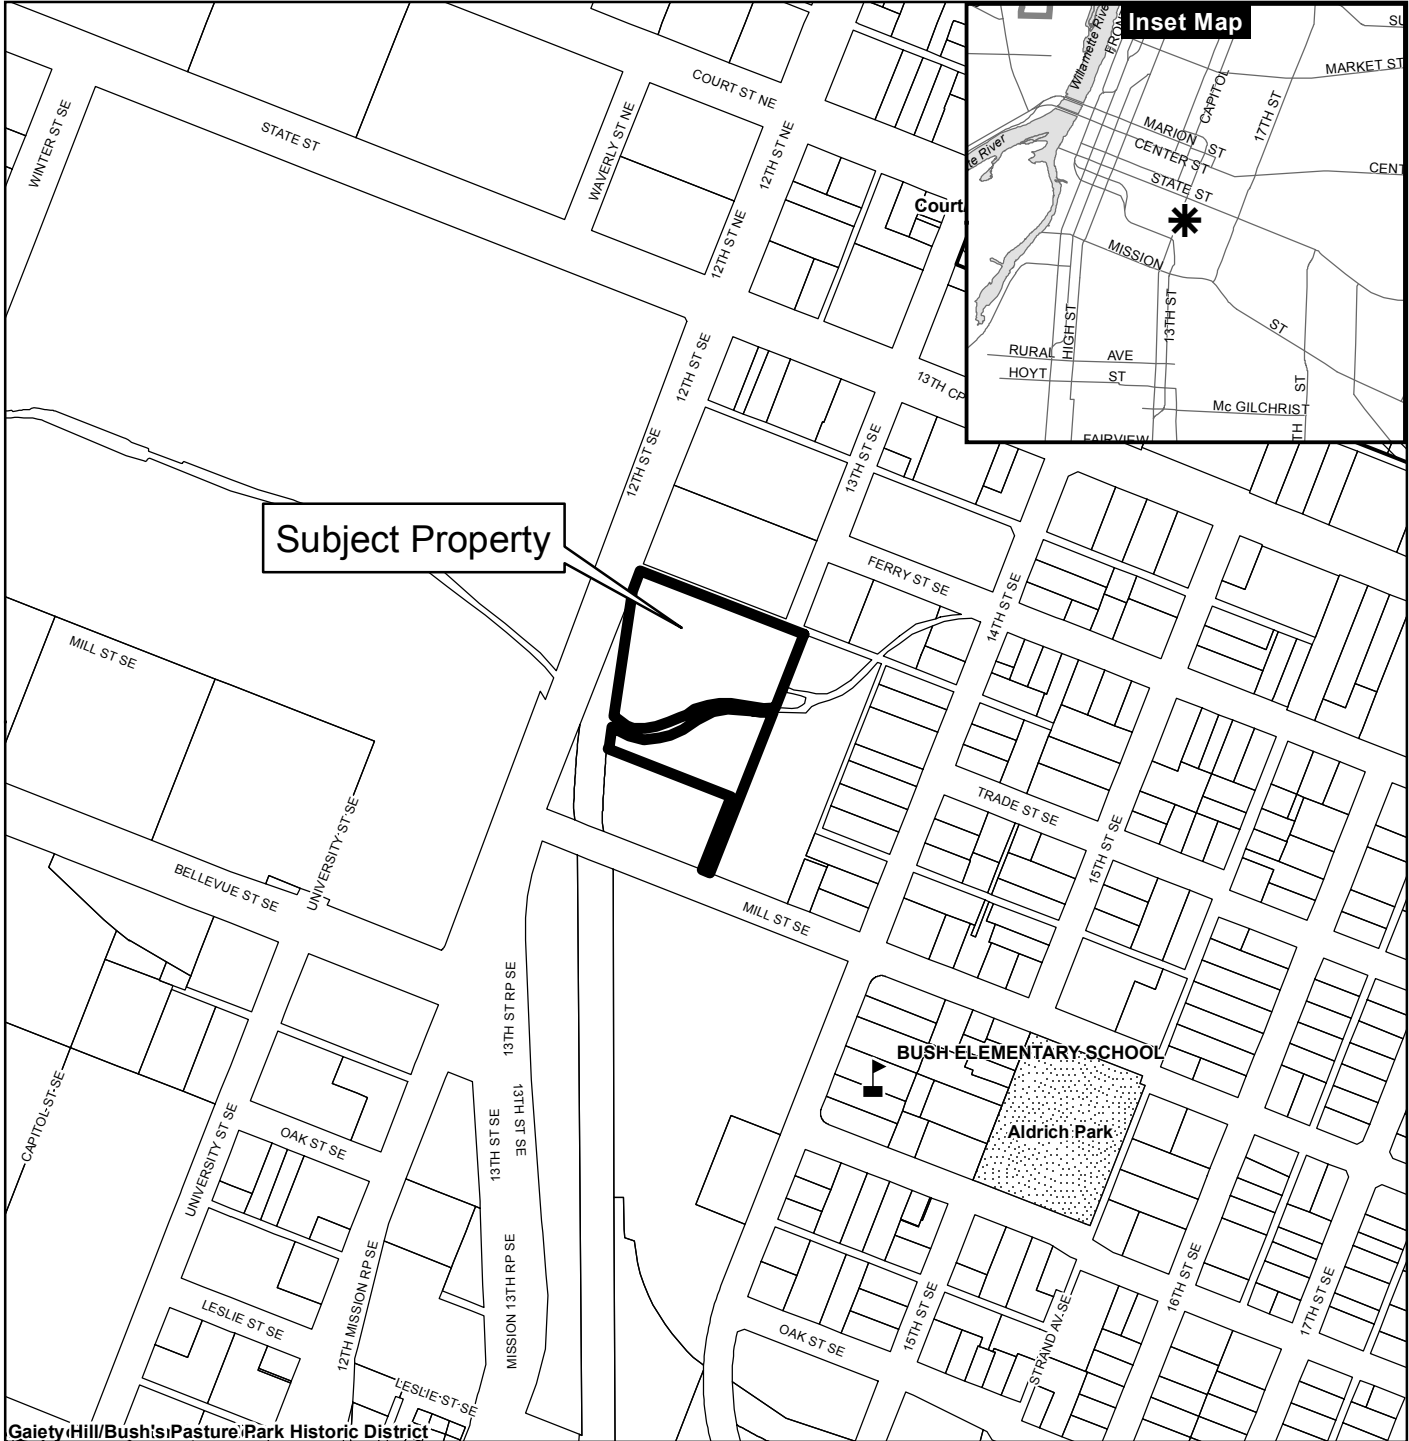 Inset Map
Willamette River
FRON
SU
MARKET ST
CAPITOL
17TH ST
MARION ST
CENTER ST
CENT
STATE ST
te River
MISSION
ST
HIGH ST
13TH ST
RURAL AVE
HOYT ST
ST
TH
Mc GILCHRIST
FAIRVIEW
COURT ST NE
STATE ST
WINTER ST SE
WAVERLY ST NE
12TH ST NE
12TH ST NE
Court
12TH ST SE
12TH ST SE
13TH ST SE
Subject Property
FERRY ST SE
14TH ST SE
MILL ST SE
UNIVERSITY ST SE
TRADE ST SE
15TH ST SE
BELLEVUE ST SE
MILL ST SE
13TH ST RP SE
BUSH ELEMENTARY SCHOOL
CAPITOL ST SE
UNIVERSITY ST SE
OAK ST SE
13TH ST SE
13TH ST SE
Aldrich Park
12TH MISSION RP SE
MISSION 13TH RP SE
16TH ST SE
17TH ST SE
LESLIE ST SE
OAK ST SE
15TH ST SE
STRAND AV SE
LESLIE ST SE
Gaiety Hill/Bush's Pasture Park Historic District